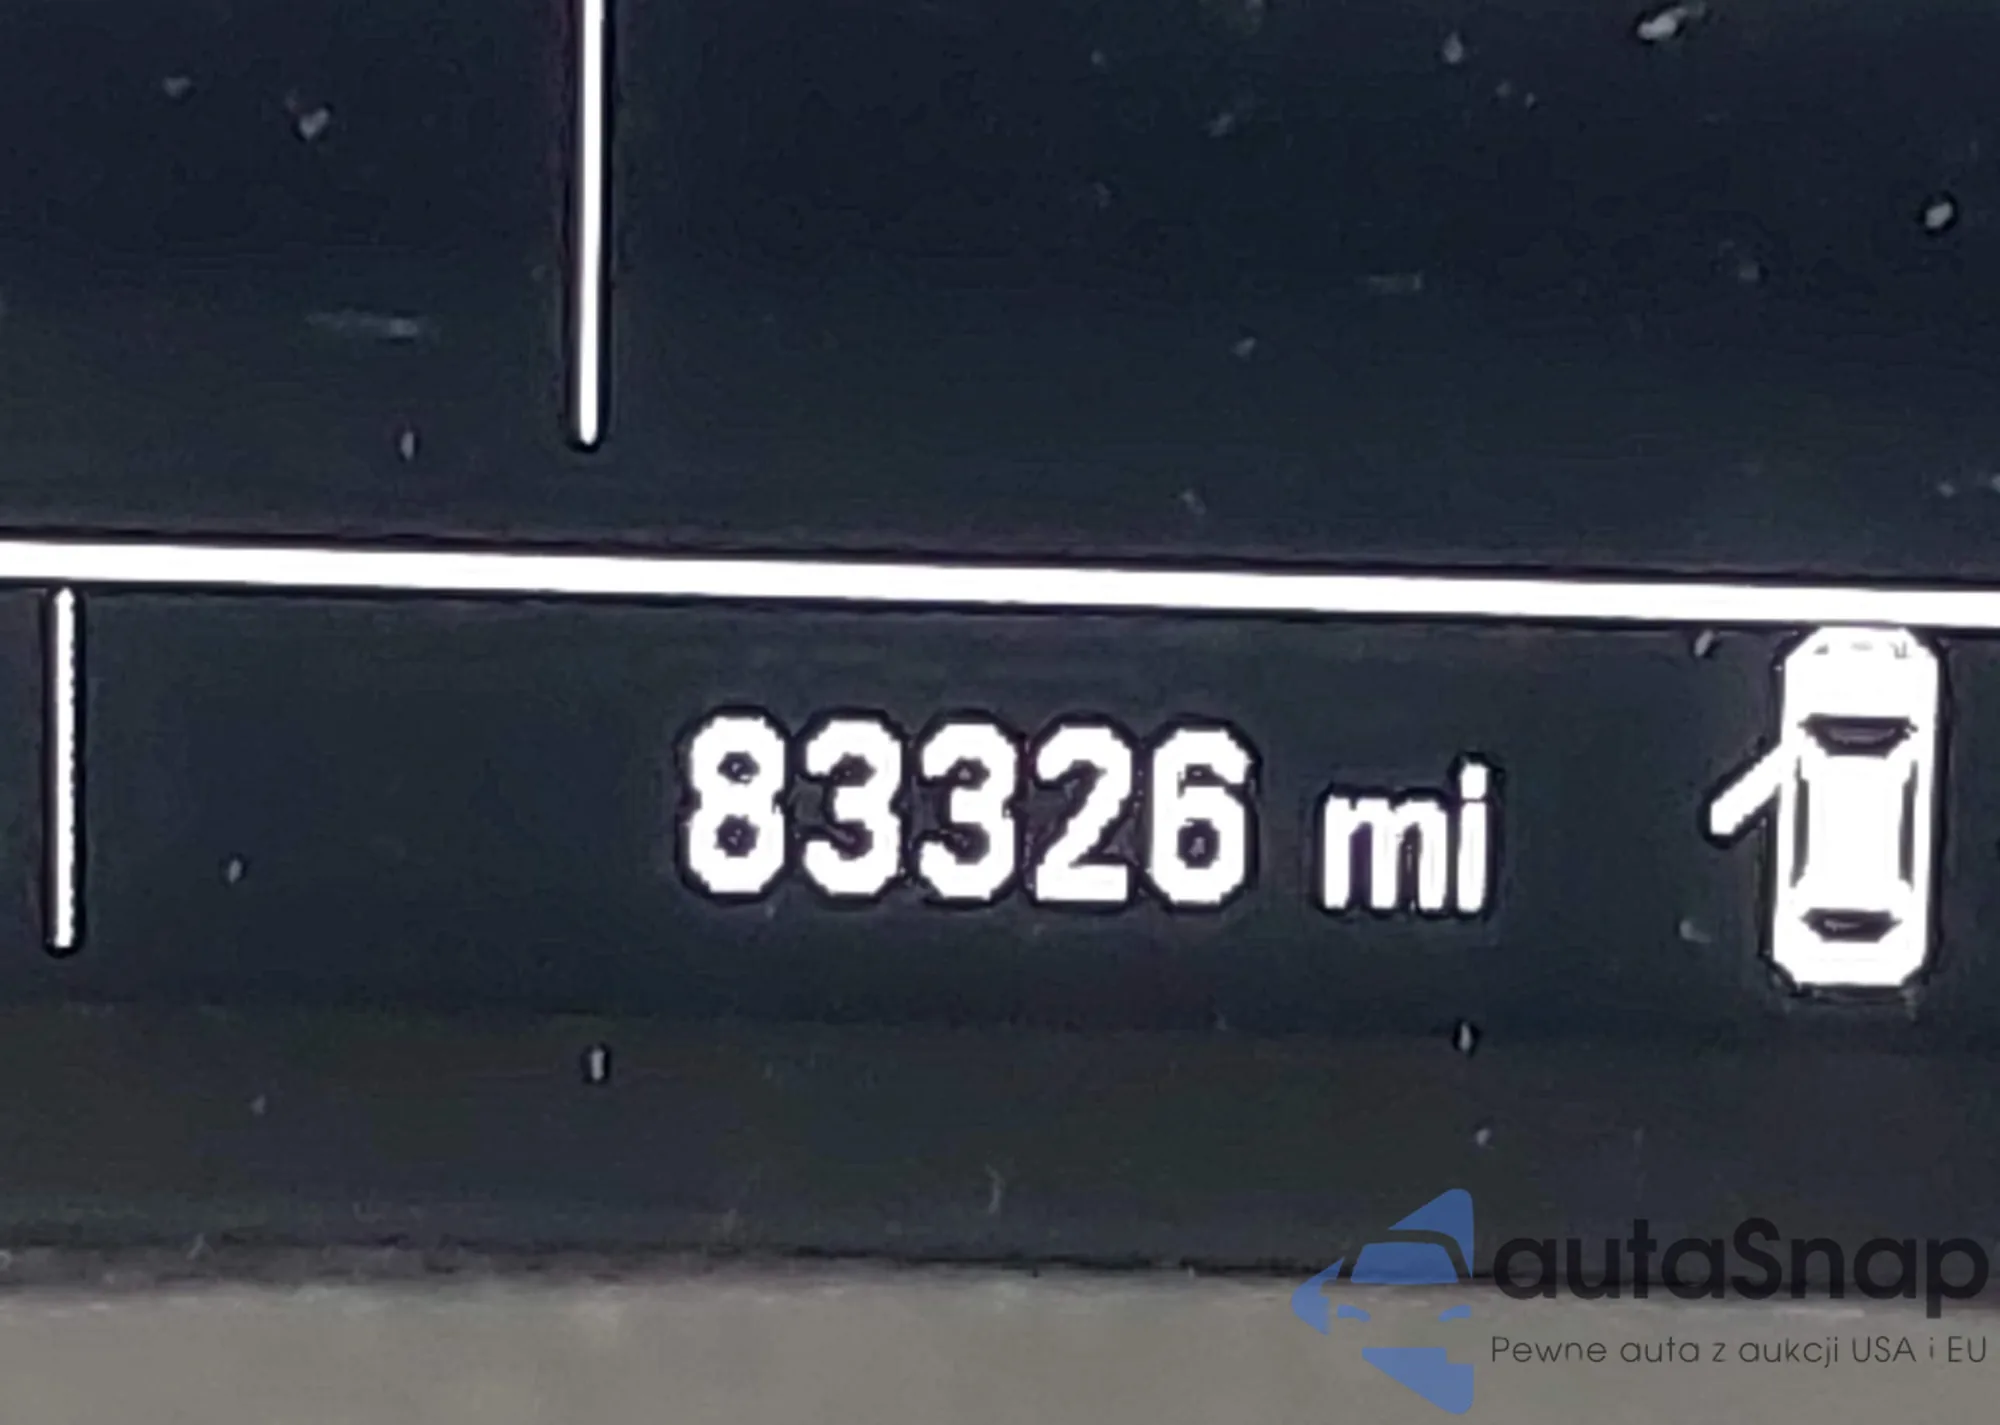 83326 mi
autaSnap
Pewne auta z aukcji USA i EU